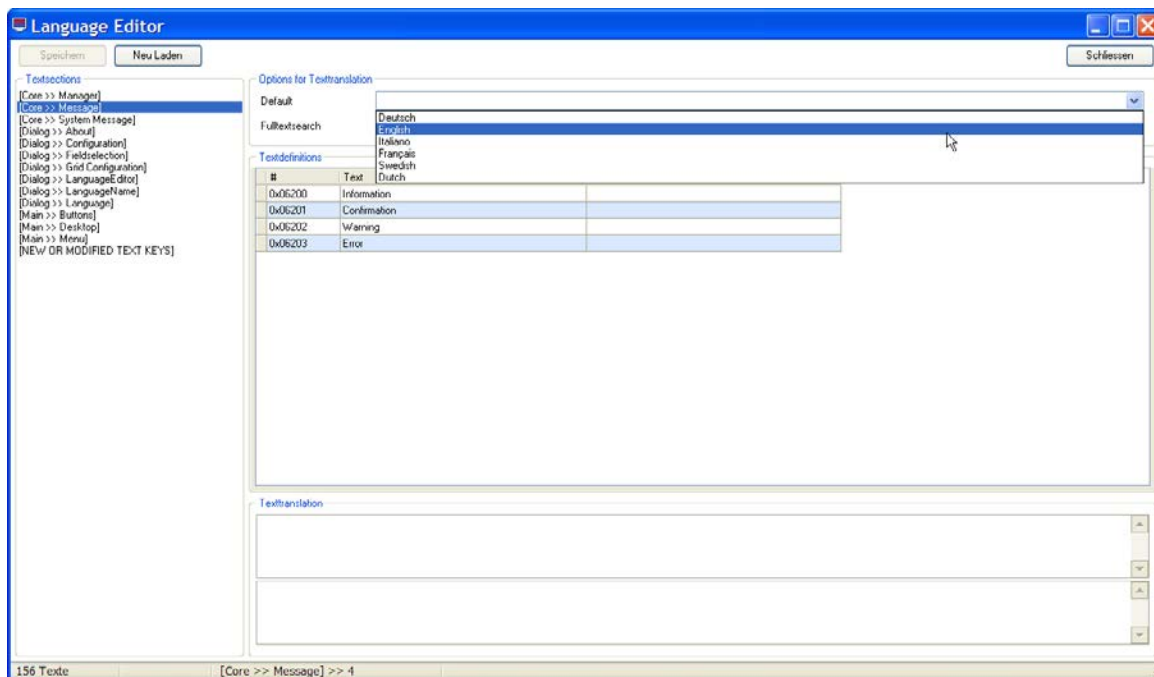 Language Editor
Speichern
Neu Laden
Schliessen
Textsections
[Core >> Manager]
[Core >> Message]
[Core >> System Message]
[Dialog >> About]
[Dialog >> Configuration]
[Dialog >> Fieldselection]
[Dialog >> Grid Configuration]
[Dialog >> LanguageEditor]
[Dialog >> LanguageName]
[Dialog >> Language]
[Main >> Buttons]
[Main >> Desktop]
[Main >> Menu]
[NEW OR MODIFIED TEXT KEYS]
Options for Texttranslation
Default
Fulltextsearch
Deutsch
English
Italiano
Français
Swedish
Dutch
Textdefinitions
# Text
0x06200 Information
0x06201 Confirmation
0x06202 Warning
0x06203 Error
Texttranslation
156 Texte [Core >> Message] >> 4